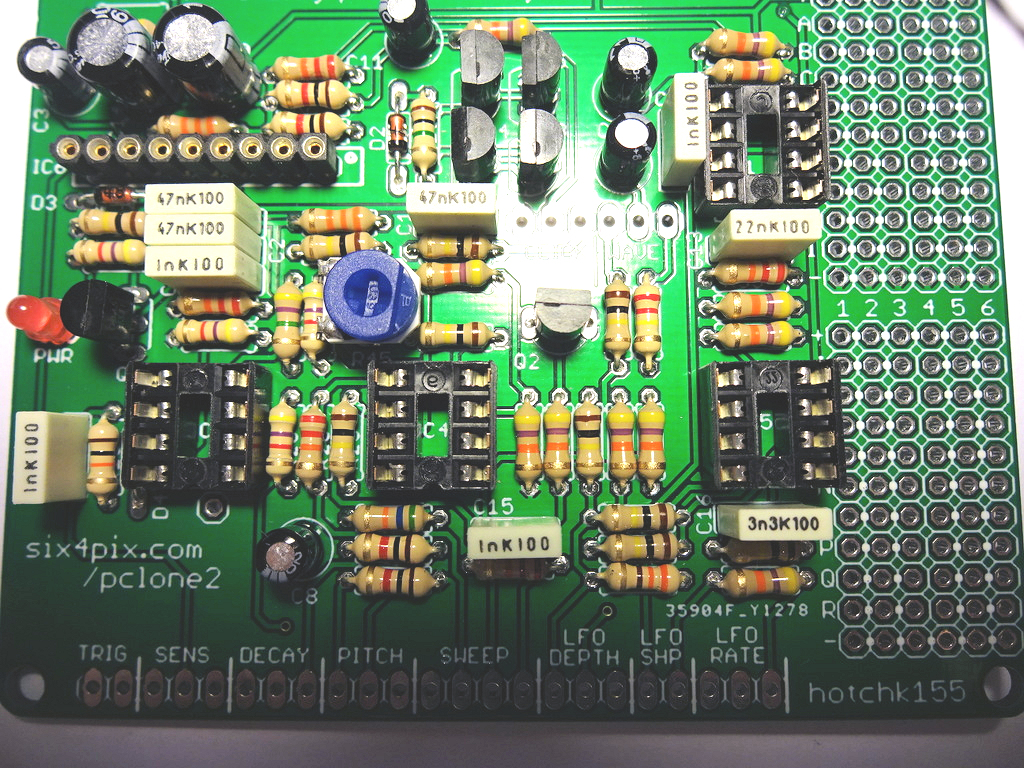 C11
A
B
C
C3
D2
1nK100
IC6
D3
47nK100
47nK100
47nK100
22nK100
1nK100
1 2 3 4 5 6
PWR
Q2
1nK100
C15
C16
3n3K100
1nK100
six4pix.com
/pclone2
C8
P
Q
R
35904F_Y1278
TRIG SENS DECAY PITCH SWEEP LFO DEPTH LFO SHP LFO RATE
hotchk155